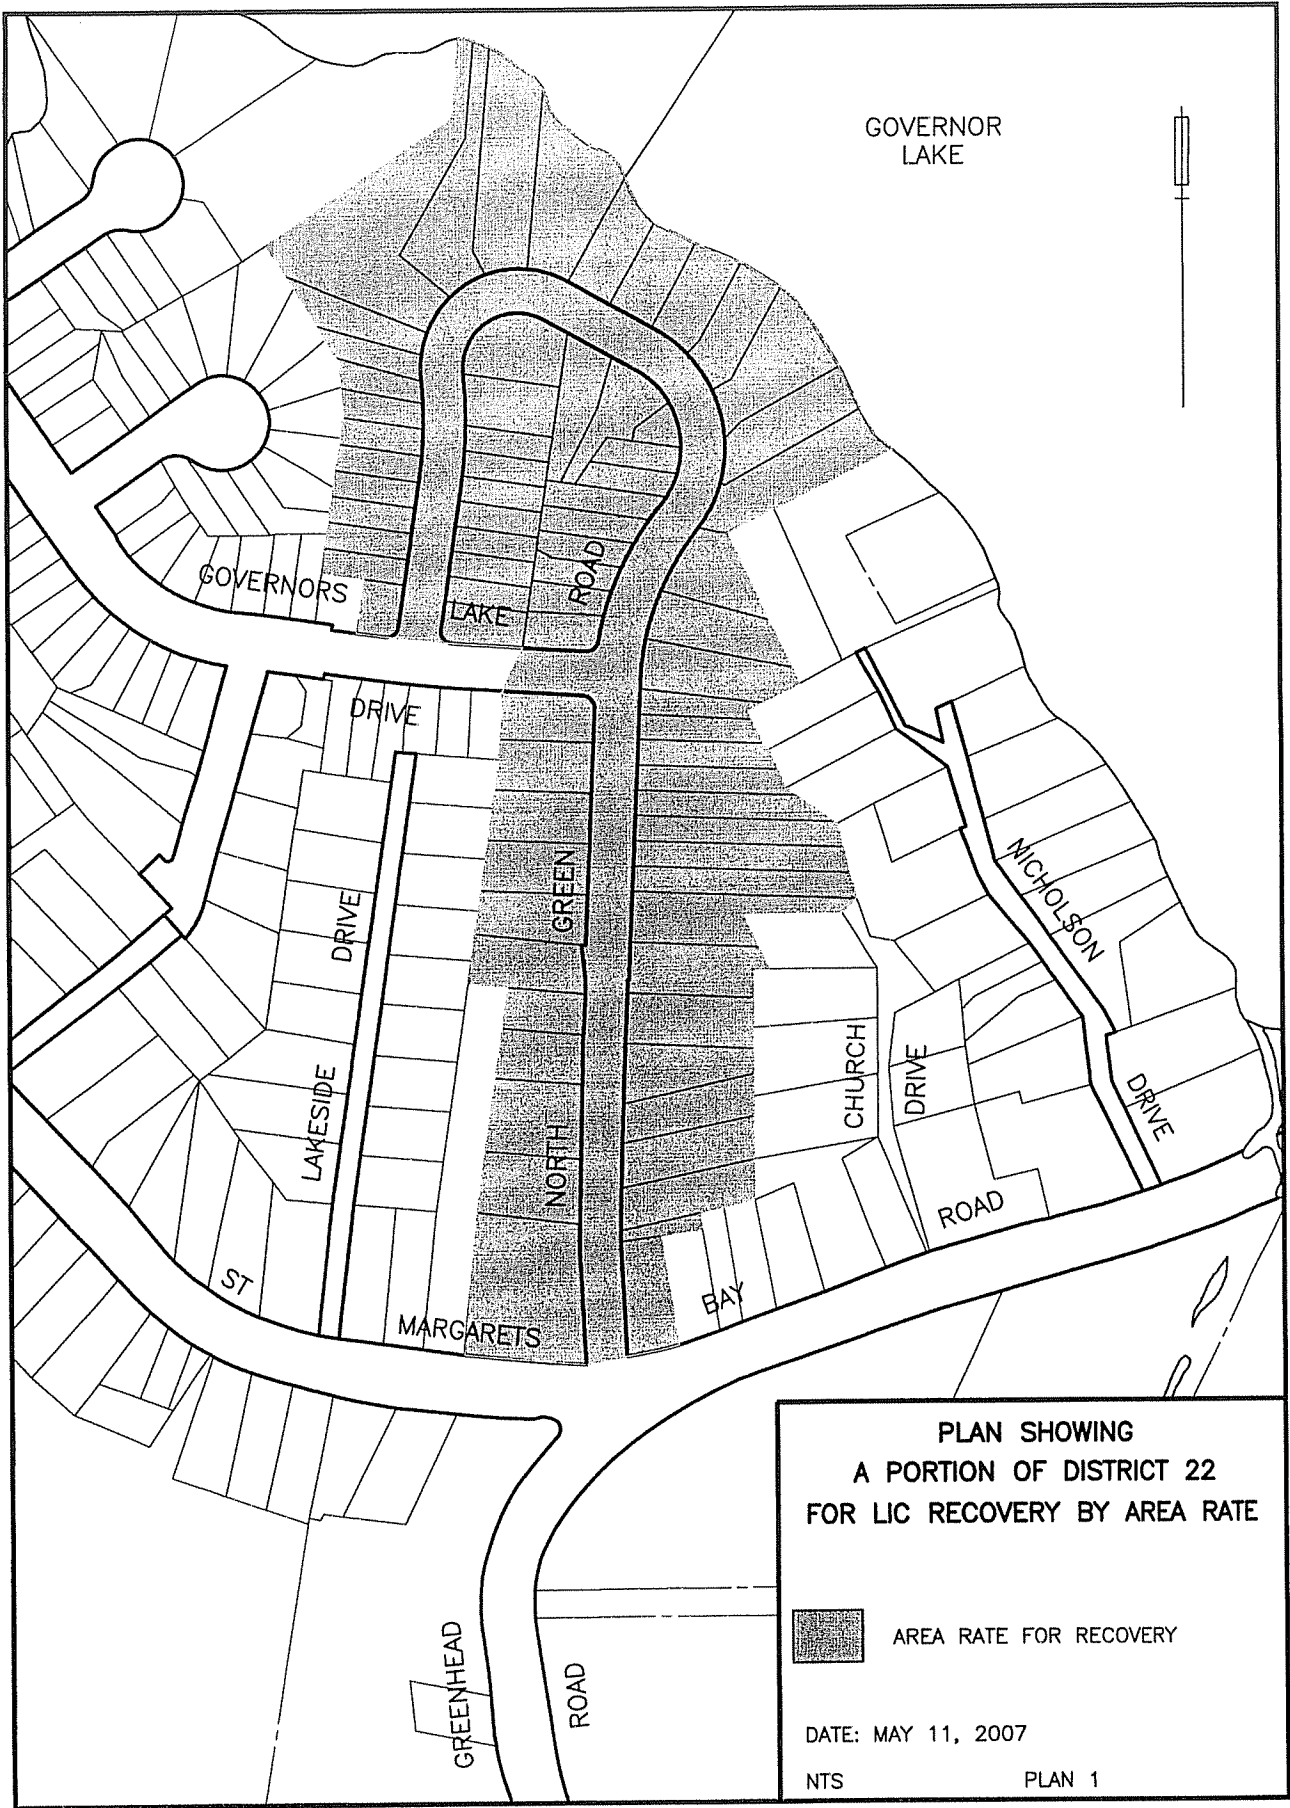 GOVERNOR
LAKE
GOVERNORS
LAKE
DRIVE
ROAD
GREEN
NORTH
DRIVE
LAKESIDE
NICHOLSON
DRIVE
CHURCH
DRIVE
ST
MARGARETS
BAY
ROAD
GREENHEAD
ROAD
PLAN SHOWING
A PORTION OF DISTRICT 22
FOR LIC RECOVERY BY AREA RATE
AREA RATE FOR RECOVERY
DATE: MAY 11, 2007
NTS PLAN 1